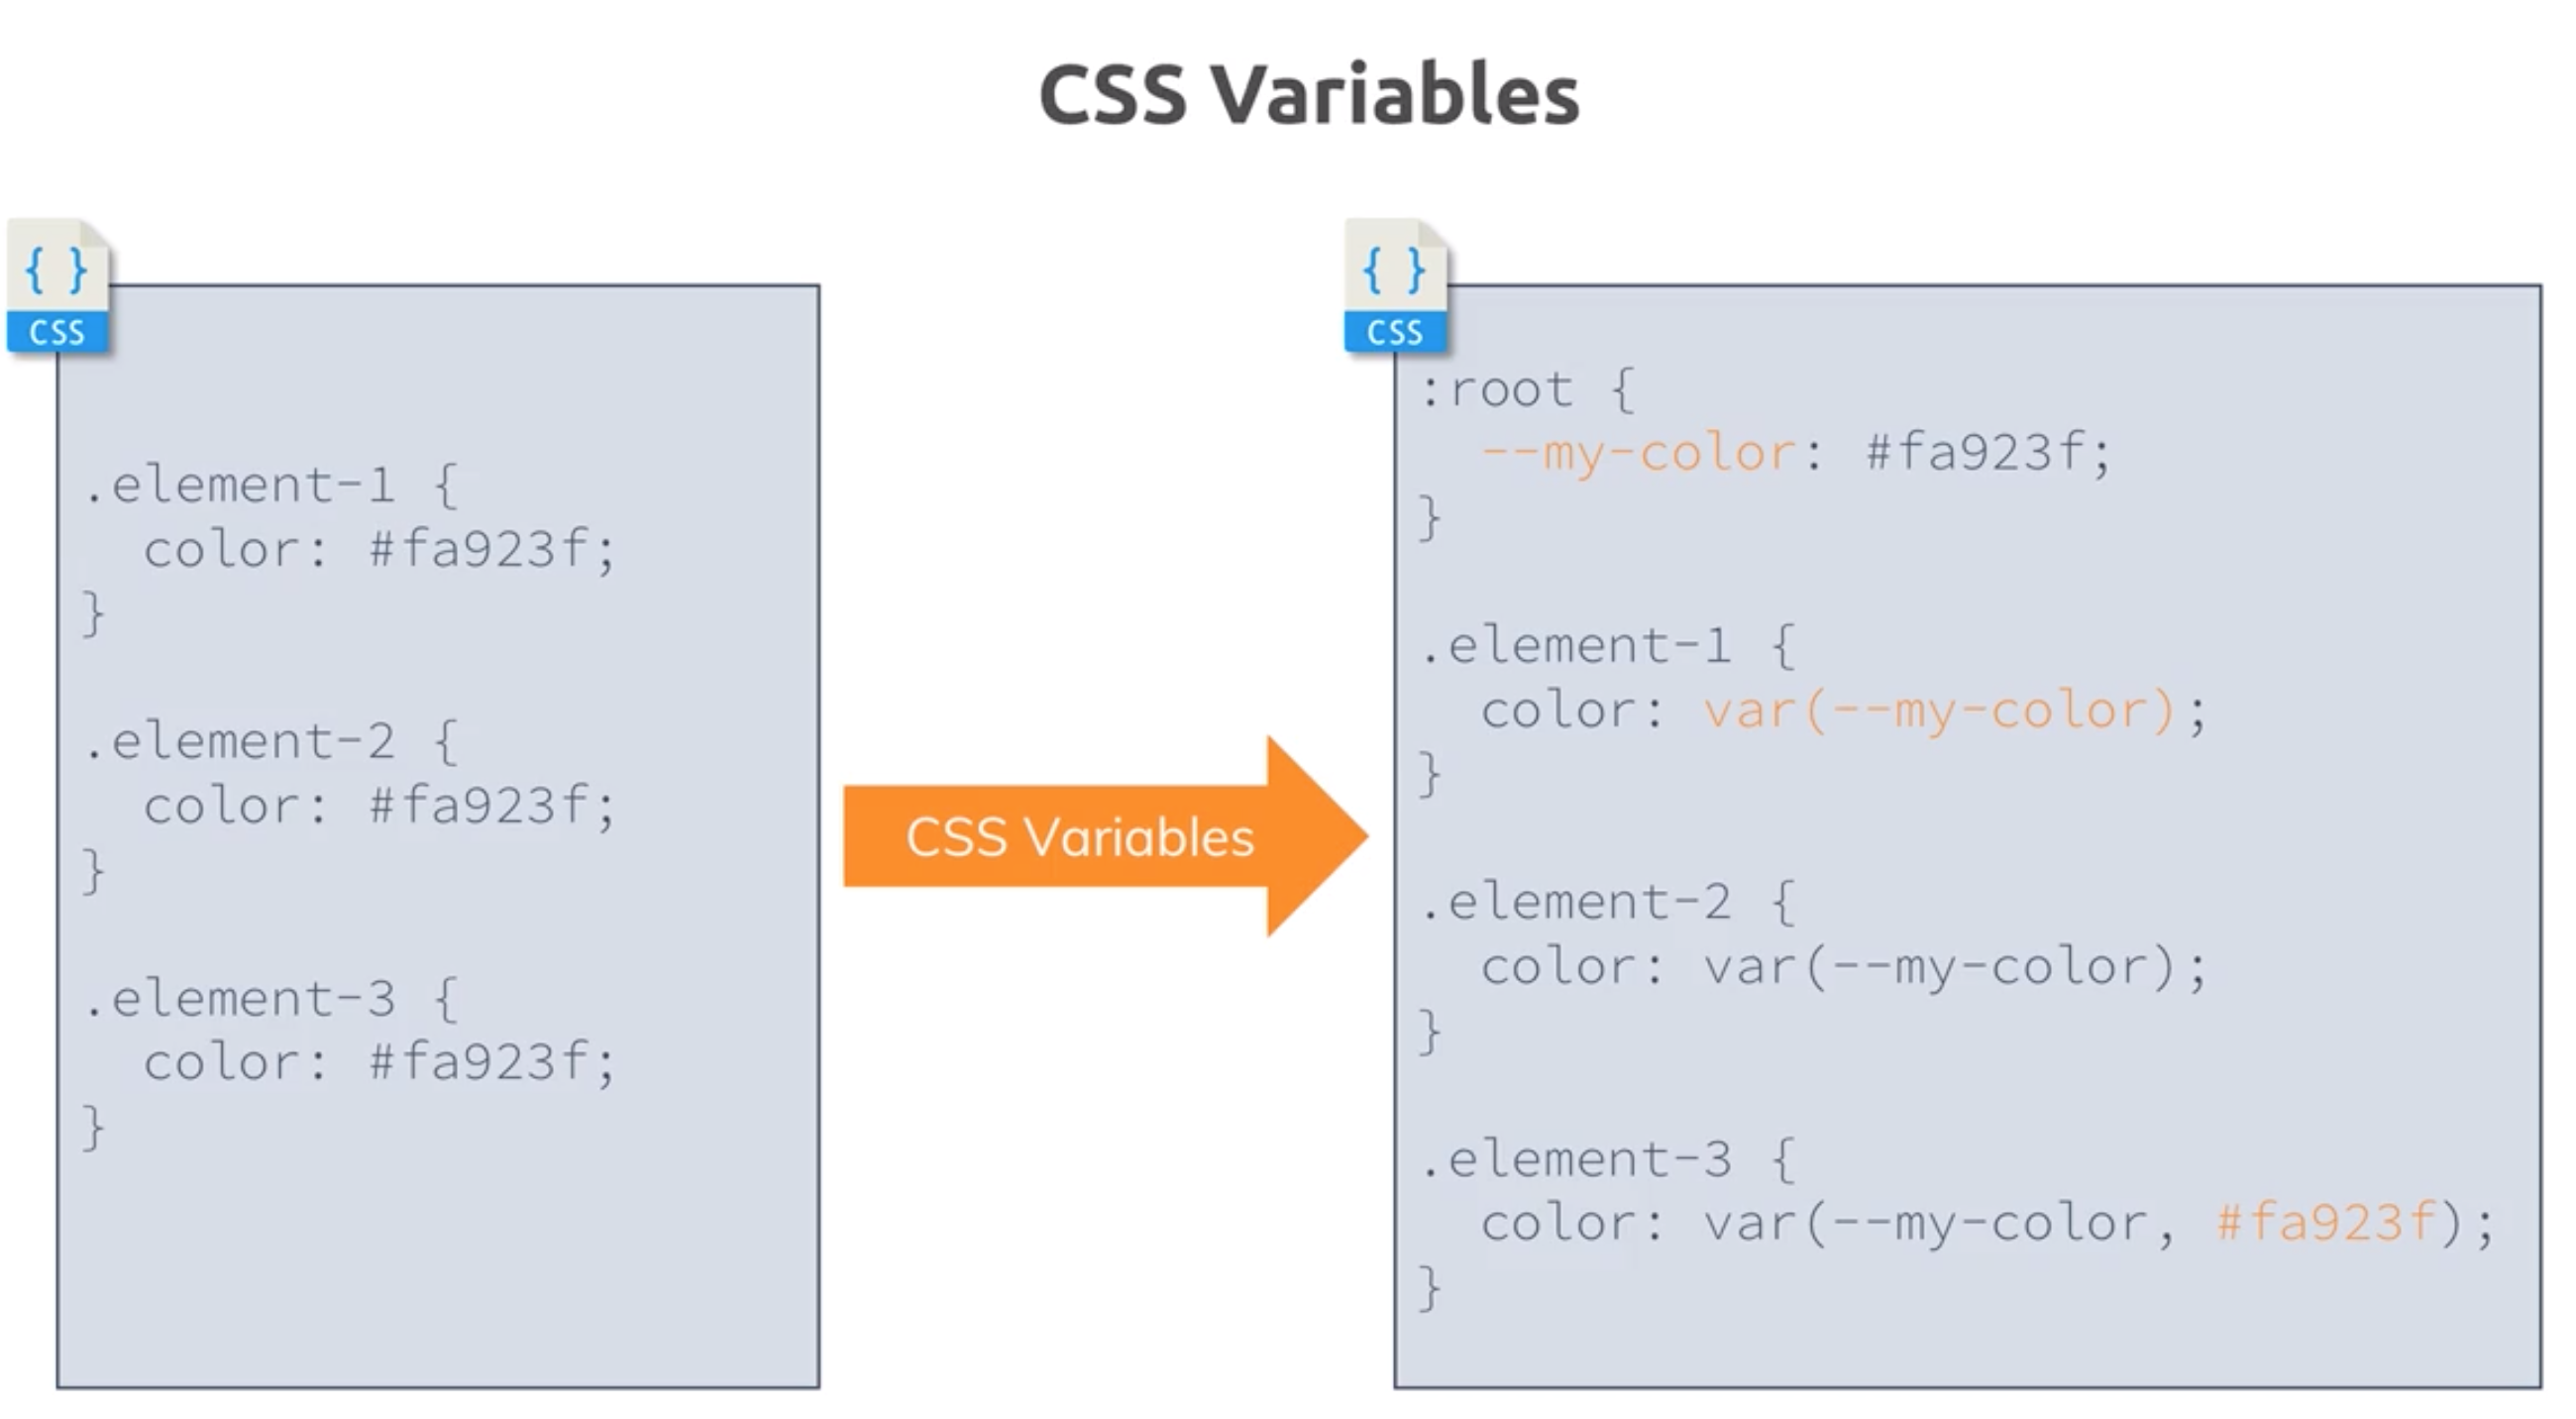 CSS Variables
{ }
CSS
.element-1 {
  color: #fa923f;
}
.element-2 {
  color: #fa923f;
}
.element-3 {
  color: #fa923f;
}
CSS Variables
{ }
CSS
:root {
  --my-color: #fa923f;
}
.element-1 {
  color: var(--my-color);
}
.element-2 {
  color: var(--my-color);
}
.element-3 {
  color: var(--my-color, #fa923f);
}